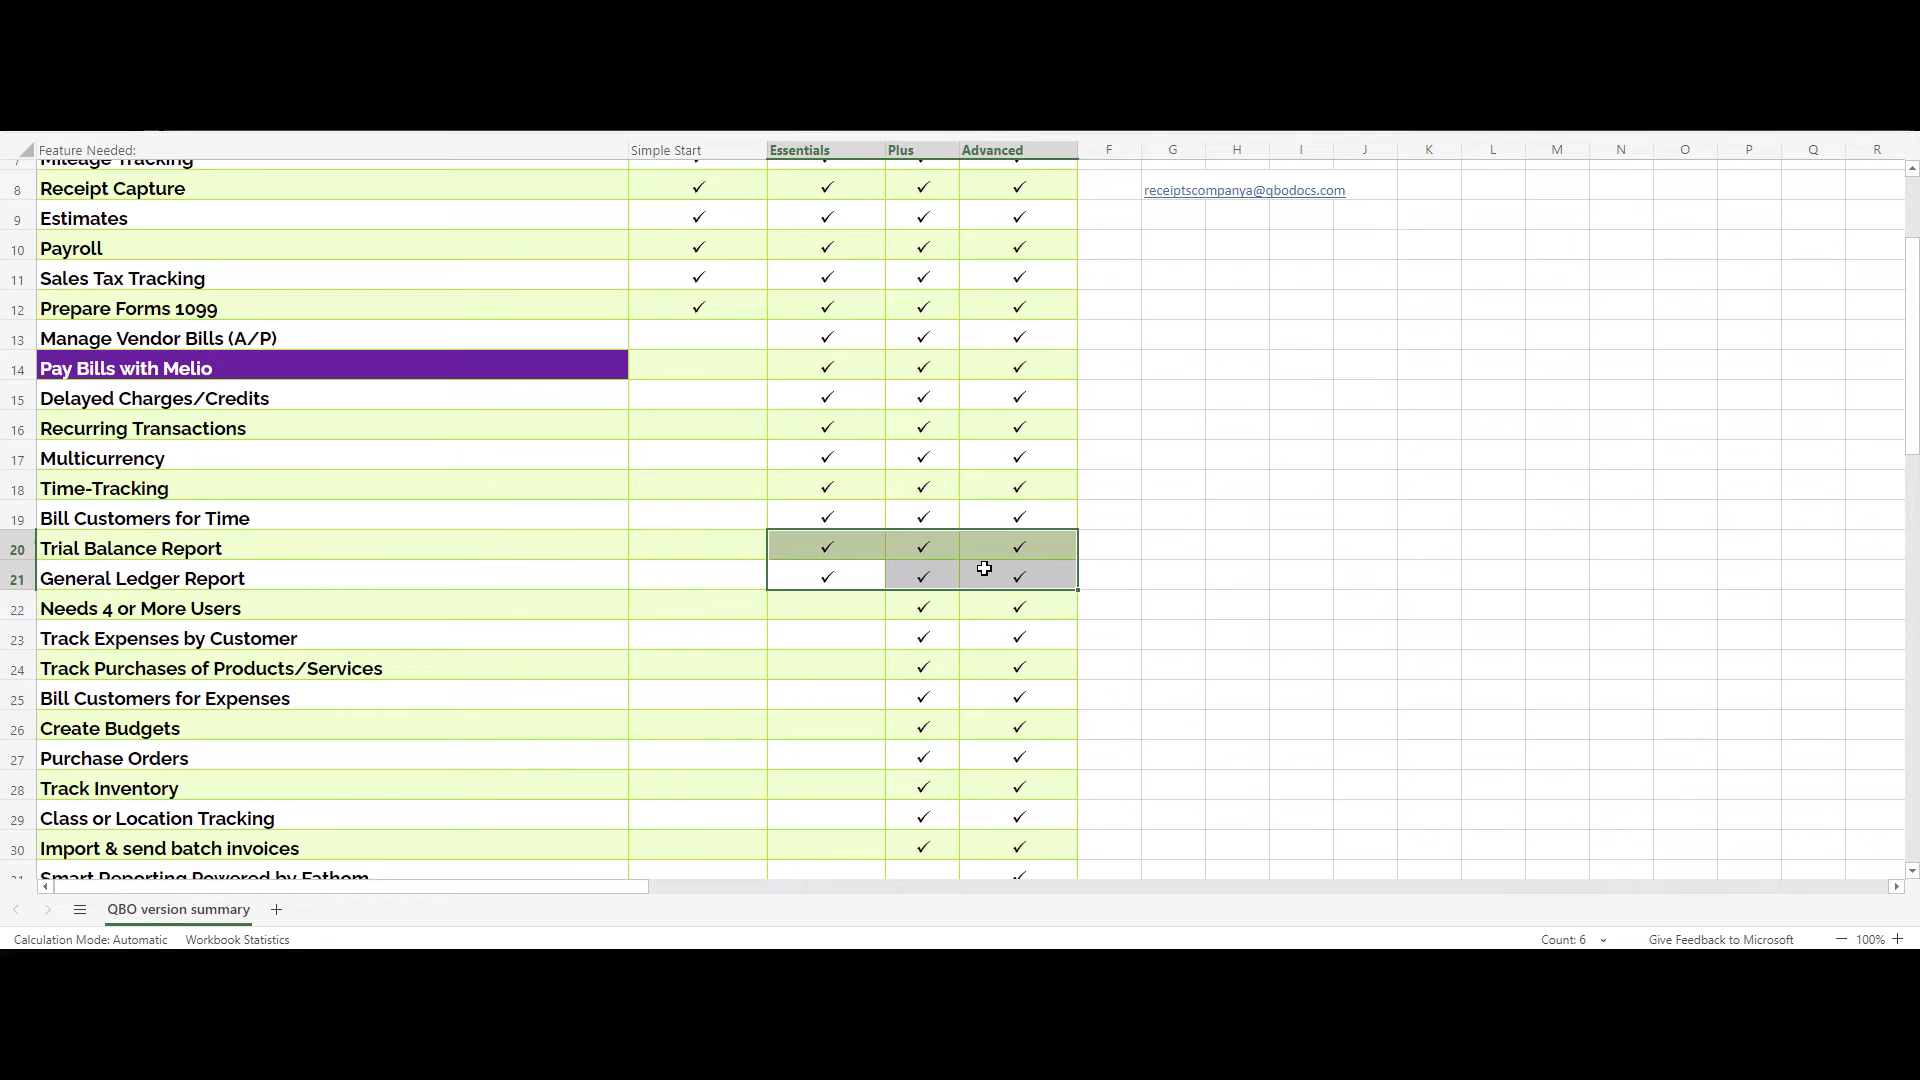 Feature Needed: Simple Start Essentials Plus Advanced F G H I J K L M N O P Q R
Mileage Tracking
8 Receipt Capture ✓ ✓ ✓ ✓ receiptscompanya@qbodocs.com
9 Estimates ✓ ✓ ✓ ✓
10 Payroll ✓ ✓ ✓ ✓
11 Sales Tax Tracking ✓ ✓ ✓ ✓
12 Prepare Forms 1099 ✓ ✓ ✓ ✓
13 Manage Vendor Bills (A/P) ✓ ✓ ✓
14 Pay Bills with Melio ✓ ✓ ✓
15 Delayed Charges/Credits ✓ ✓ ✓
16 Recurring Transactions ✓ ✓ ✓
17 Multicurrency ✓ ✓ ✓
18 Time-Tracking ✓ ✓ ✓
19 Bill Customers for Time ✓ ✓ ✓
20 Trial Balance Report ✓ ✓ ✓
21 General Ledger Report ✓ ✓ ✓
22 Needs 4 or More Users ✓ ✓
23 Track Expenses by Customer ✓ ✓
24 Track Purchases of Products/Services ✓ ✓
25 Bill Customers for Expenses ✓ ✓
26 Create Budgets ✓ ✓
27 Purchase Orders ✓ ✓
28 Track Inventory ✓ ✓
29 Class or Location Tracking ✓ ✓
30 Import & send batch invoices ✓ ✓
Smart Reporting Powered by Fathom ✓
QBO version summary
Calculation Mode: Automatic Workbook Statistics Count: 6 Give Feedback to Microsoft 100%